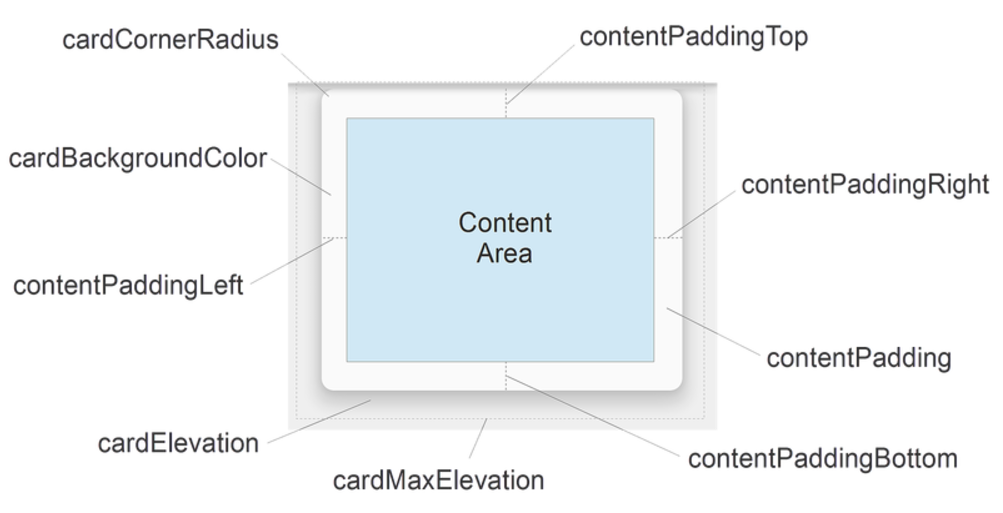 cardCornerRadius
contentPaddingTop
cardBackgroundColor
contentPaddingRight
Content
Area
contentPaddingLeft
contentPadding
cardElevation
contentPaddingBottom
cardMaxElevation